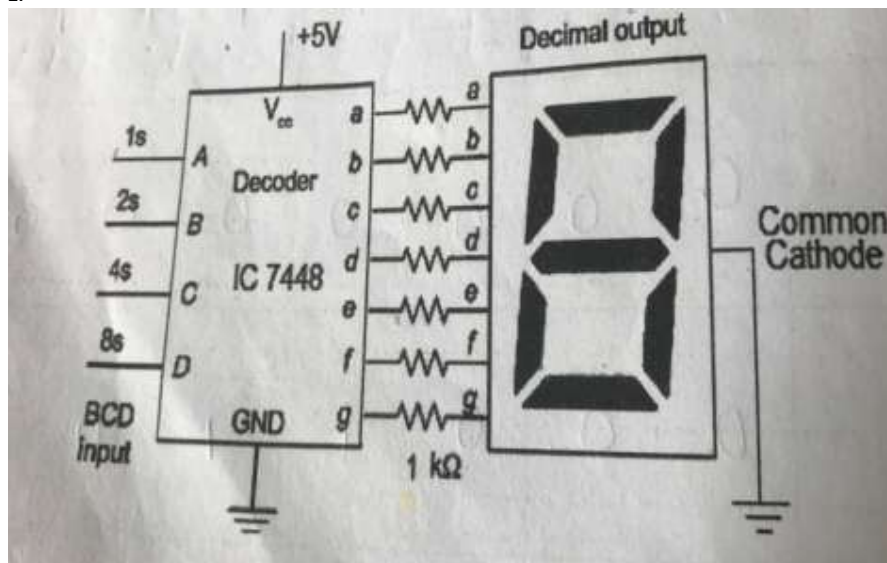 +5V
Decimal output
Vcc
1s
A
2s
B
4s
C
8s
D
Decoder
IC 7448
GND
BCD
input
a
b
c
d
e
f
g
a
b
c
d
e
f
g
1 kΩ
Common
Cathode